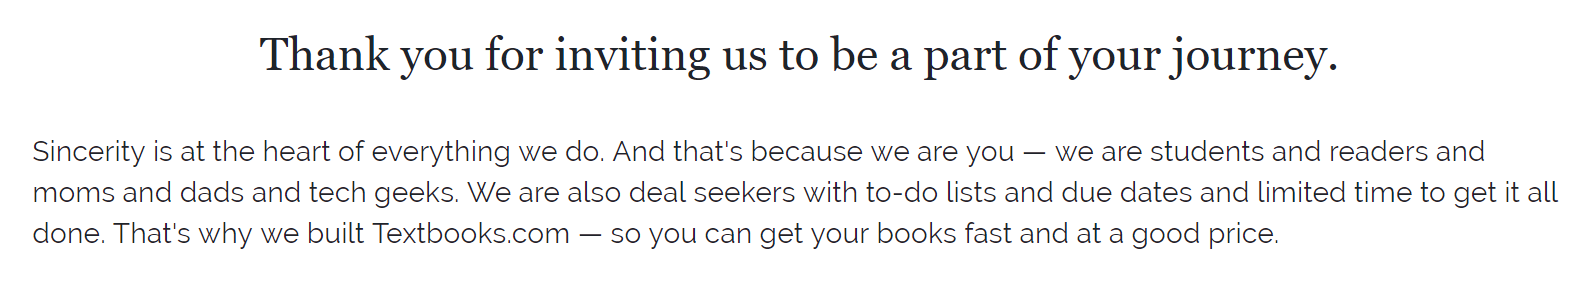 Thank you for inviting us to be a part of your journey.
Sincerity is at the heart of everything we do. And that's because we are you — we are students and readers and
moms and dads and tech geeks. We are also deal seekers with to-do lists and due dates and limited time to get it all
done. That's why we built Textbooks.com — so you can get your books fast and at a good price.